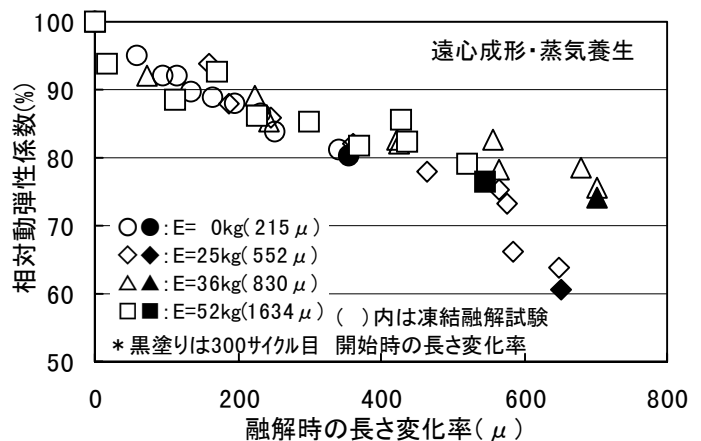 遠心成形・蒸気養生
相対動弾性係数(%)
100
90
80
70
60
50
○●:E= 0kg(215μ)
◇◆:E=25kg(552μ)
△▲:E=36kg(830μ)
□■:E=52kg(1634μ)
( )内は凍結融解試験
*黒塗りは300サイクル目 開始時の長さ変化率
0 200 400 600 800
融解時の長さ変化率(μ)